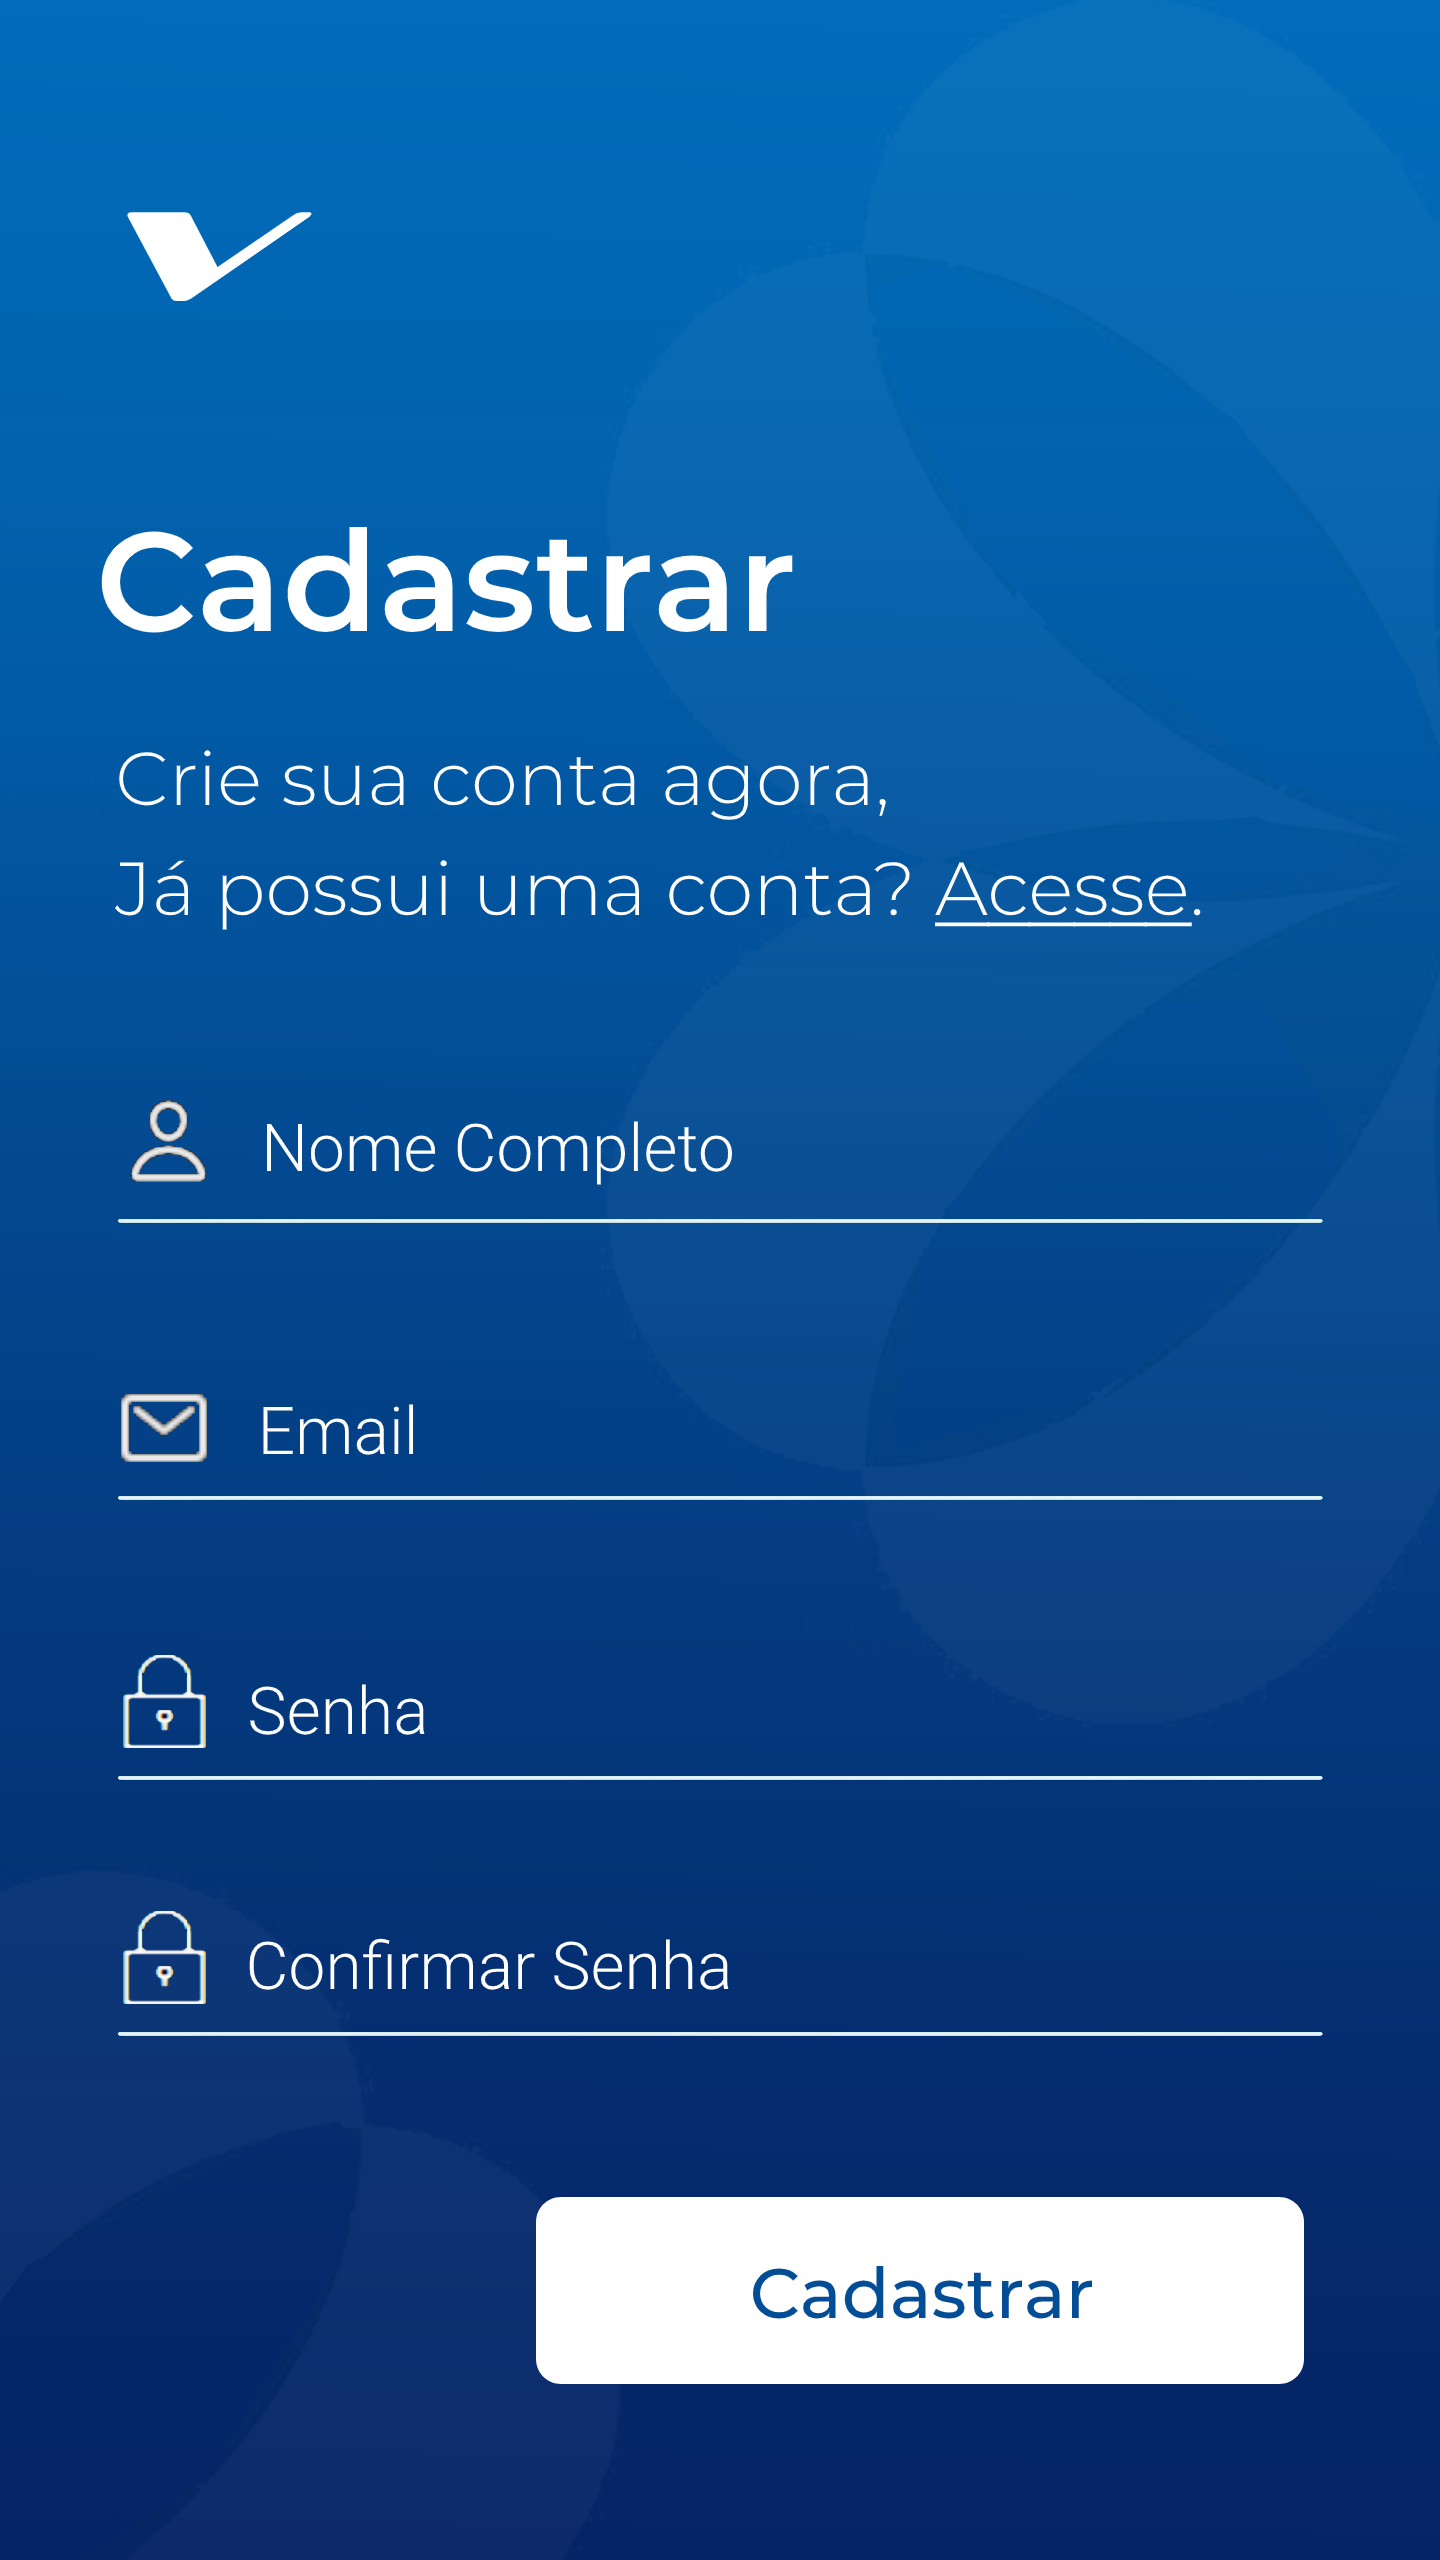 Cadastrar
Crie sua conta agora,
Já possui uma conta? Acesse.
Nome Completo
Email
Senha
Confirmar Senha
Cadastrar